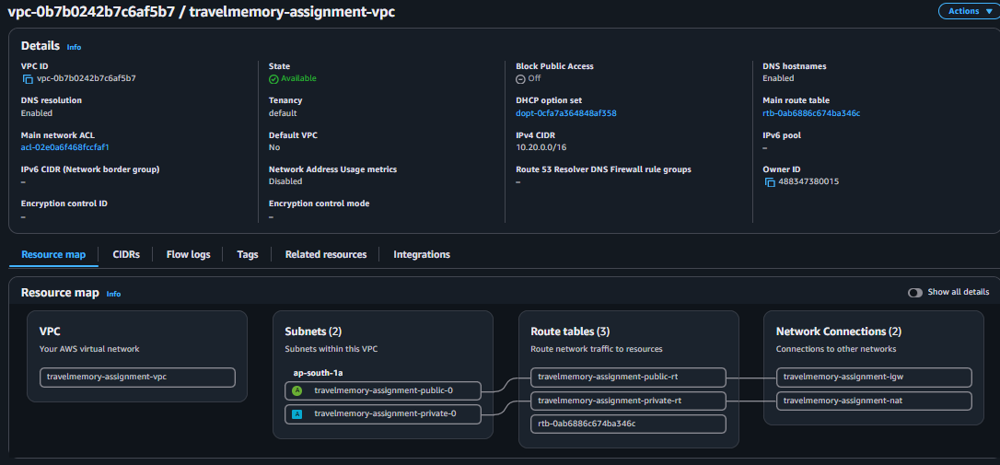 vpc-0b7b0242b7c6af5b7 / travelmemory-assignment-vpc
Actions
Details Info
VPC ID
vpc-0b7b0242b7c6af5b7
State
Available
Block Public Access
Off
DNS hostnames
Enabled
DNS resolution
Enabled
Tenancy
default
DHCP option set
dopt-0cfa7a364848af358
Main route table
rtb-0ab6886c674ba346c
Main network ACL
acl-02e0a6f468fccfaf1
Default VPC
No
IPv4 CIDR
10.20.0.0/16
IPv6 pool
–
IPv6 CIDR (Network border group)
–
Network Address Usage metrics
Disabled
Route 53 Resolver DNS Firewall rule groups
–
Owner ID
488347380015
Encryption control ID
–
Encryption control mode
–
Resource map
CIDRs
Flow logs
Tags
Related resources
Integrations
Resource map Info
Show all details
VPC
Your AWS virtual network
travelmemory-assignment-vpc
Subnets (2)
Subnets within this VPC
ap-south-1a
A travelmemory-assignment-public-0
A travelmemory-assignment-private-0
Route tables (3)
Route network traffic to resources
travelmemory-assignment-public-rt
travelmemory-assignment-private-rt
rtb-0ab6886c674ba346c
Network Connections (2)
Connections to other networks
travelmemory-assignment-igw
travelmemory-assignment-nat